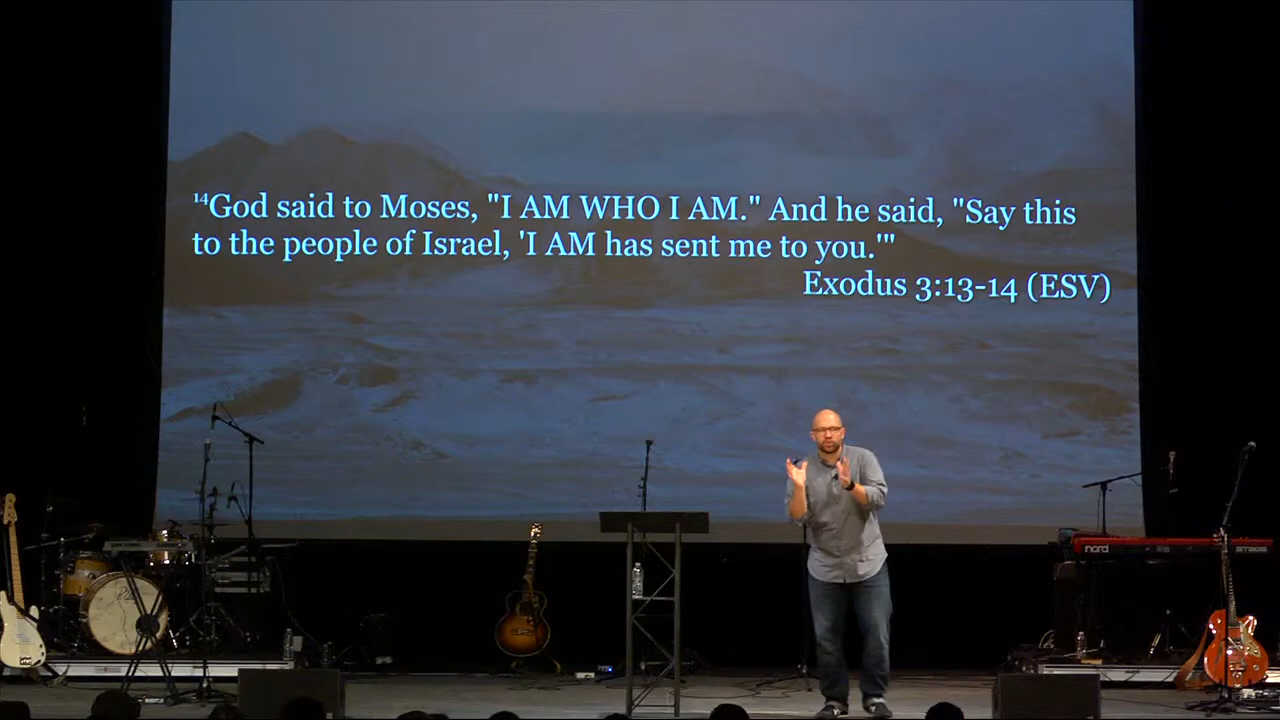 ¹⁴God said to Moses, "I AM WHO I AM." And he said, "Say this
to the people of Israel, 'I AM has sent me to you.'"
Exodus 3:13-14 (ESV)
nord